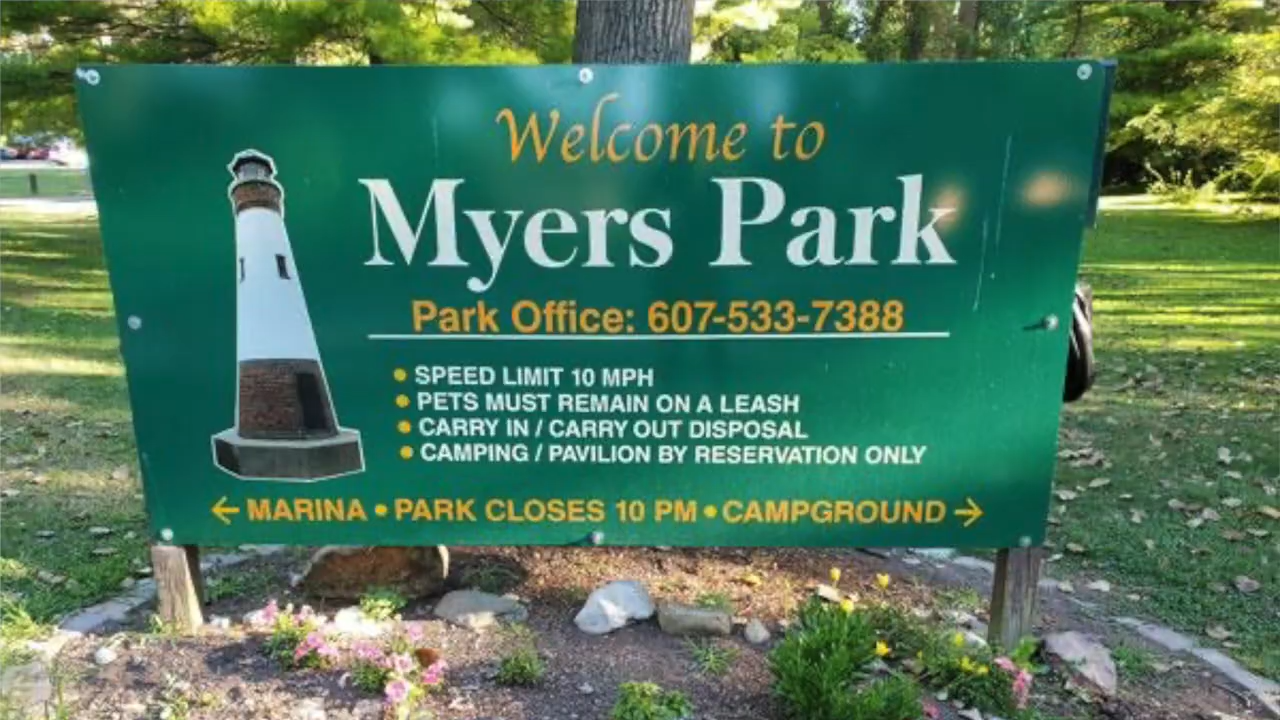 Welcome to
Myers Park
Park Office: 607-533-7388
• SPEED LIMIT 10 MPH
• PETS MUST REMAIN ON A LEASH
• CARRY IN / CARRY OUT DISPOSAL
• CAMPING / PAVILION BY RESERVATION ONLY
← MARINA • PARK CLOSES 10 PM • CAMPGROUND →